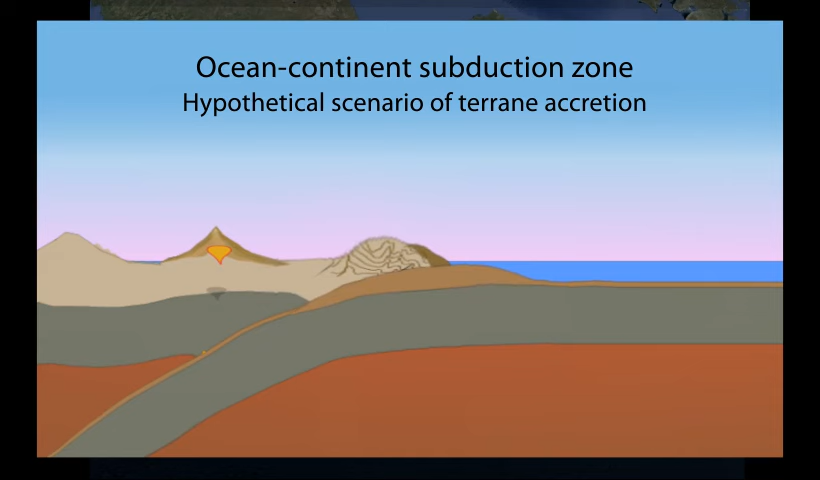 Ocean-continent subduction zone
Hypothetical scenario of terrane accretion